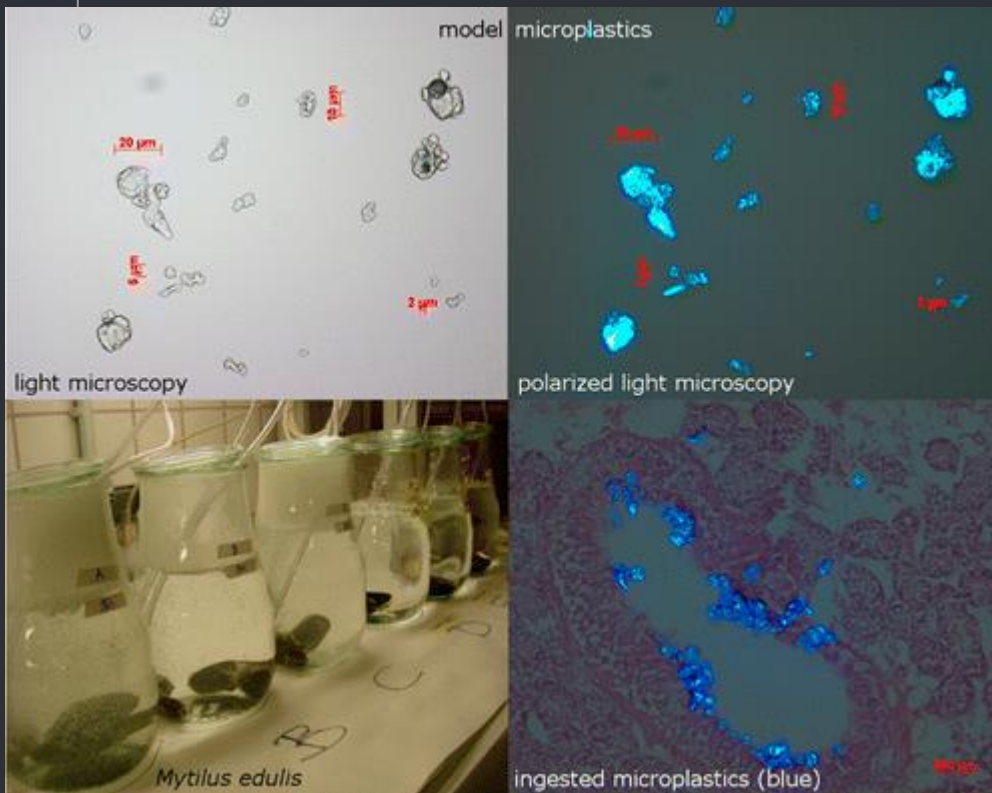 model microplastics
10 µm
20 µm
5 µm
2 µm
light microscopy
polarized light microscopy
A
B
B
C
D
Mytilus edulis
ingested microplastics (blue)